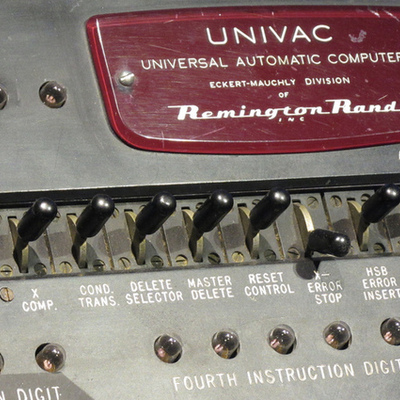 UNIVAC
UNIVERSAL AUTOMATIC COMPUTER
ECKERT-MAUCHLY DIVISION
OF
Remington Rand
INC
X COMP.
COND. TRANS.
DELETE SELECTOR
MASTER DELETE
RESET CONTROL
X- ERROR STOP
HSB ERROR INSERT
N DIGIT
FOURTH INSTRUCTION DIGIT